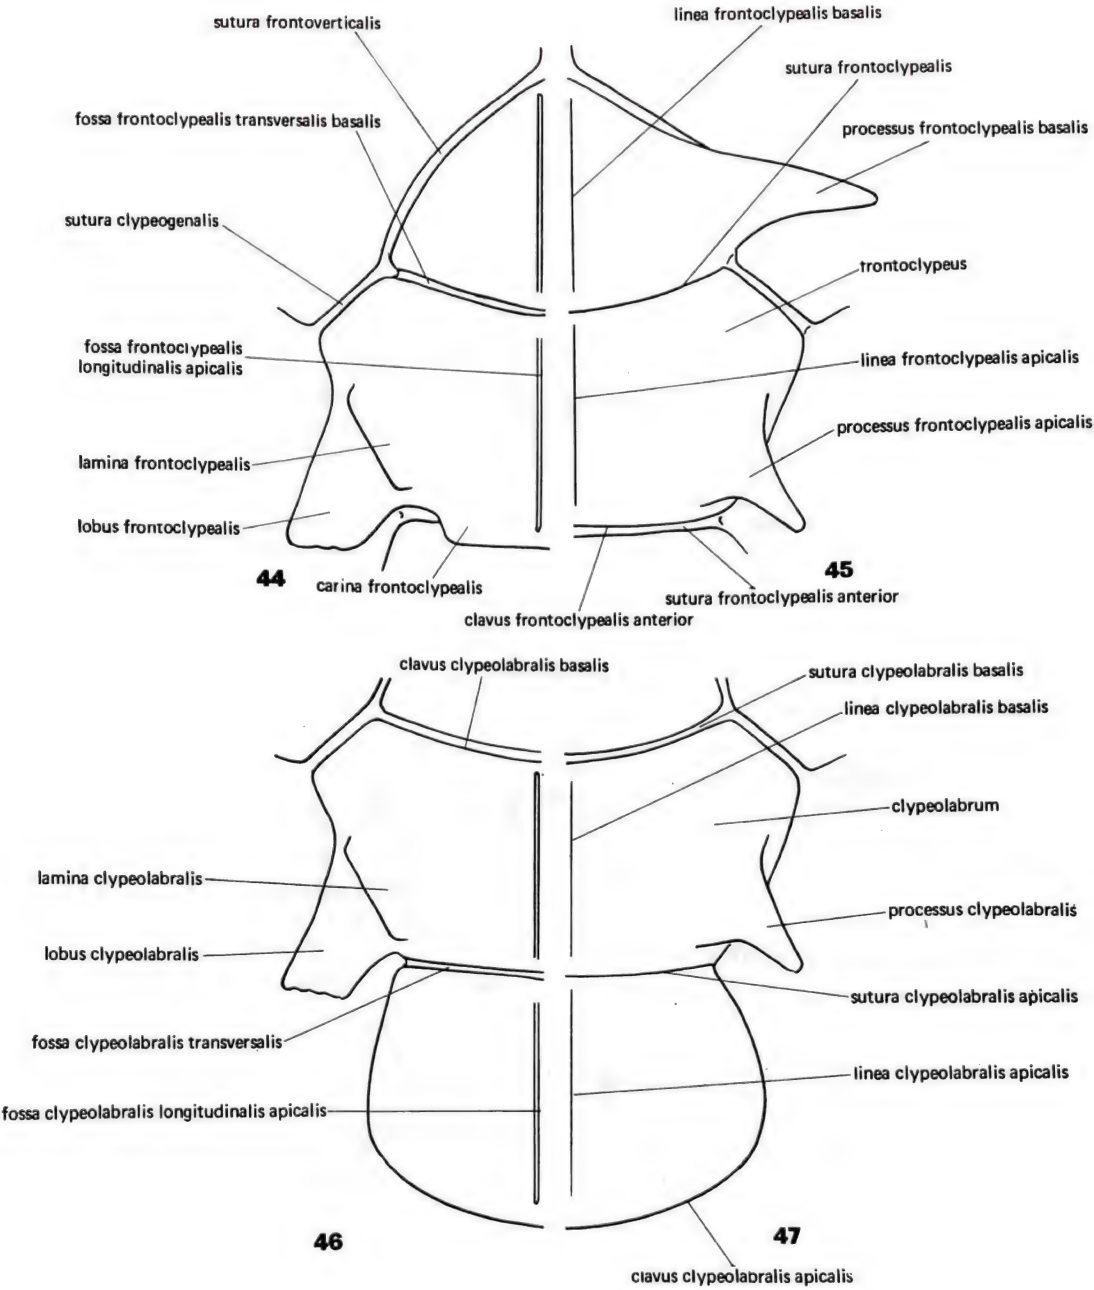 sutura frontoverticalis
linea frontoclypealis basalis
sutura frontoclypealis
fossa frontoclypealis transversalis basalis
processus frontoclypealis basalis
sutura clypeogenalis
trontoclypeus
fossa frontoclypealis
longitudinalis apicalis
linea frontoclypealis apicalis
processus frontoclypealis apicalis
lamina frontoclypealis
lobus frontoclypealis
44
45
carina frontoclypealis
sutura frontoclypealis anterior
clavus frontoclypealis anterior
clavus clypeolabralis basalis
sutura clypeolabralis basalis
linea clypeolabralis basalis
clypeolabrum
lamina clypeolabralis
processus clypeolabralis
lobus clypeolabralis
sutura clypeolabralis apicalis
fossa clypeolabralis transversalis
linea clypeolabralis apicalis
fossa clypeolabralis longitudinalis apicalis
46
47
clavus clypeolabralis apicalis